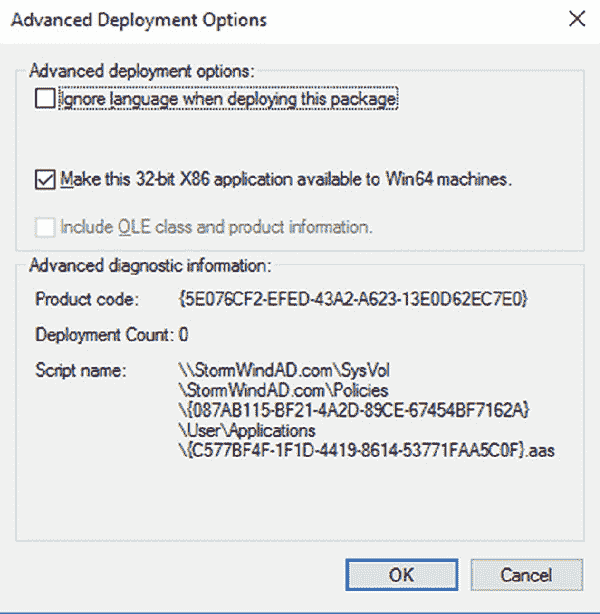 Advanced Deployment Options
Advanced deployment options:
Ignore language when deploying this package
Make this 32-bit X86 application available to Win64 machines.
Include OLE class and product information.
Advanced diagnostic information:
Product code: {5E076CF2-EFED-43A2-A623-13E0D62EC7E0}
Deployment Count: 0
Script name: \\StormWindAD.com\SysVol
\StormWindAD.com\Policies
\{087AB115-BF21-4A2D-89CE-67454BF7162A}
\User\Applications
\{C577BF4F-1F1D-4419-8614-53771FAA5C0F}.aas
OK Cancel